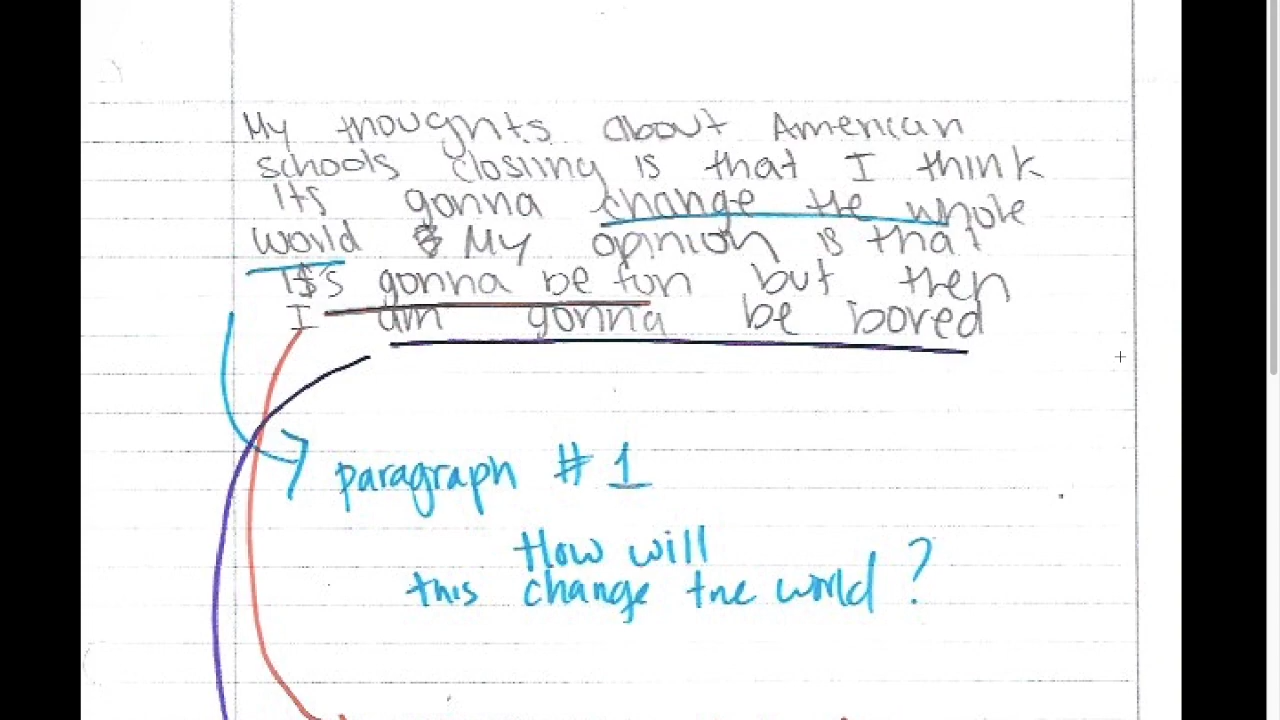 My thoughts about American
schools closiing is that I think
Its gonna change the whole
world My opinion is that
It's gonna be fun but then
I am gonna be bored
paragraph #1
How will
this change the world?